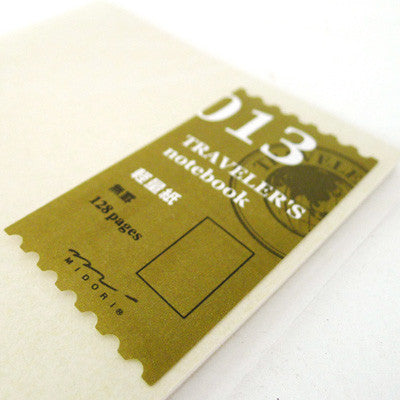 013
TRAVELER'S
notebook
軽量紙
無罫
128 pages
MIDORI®